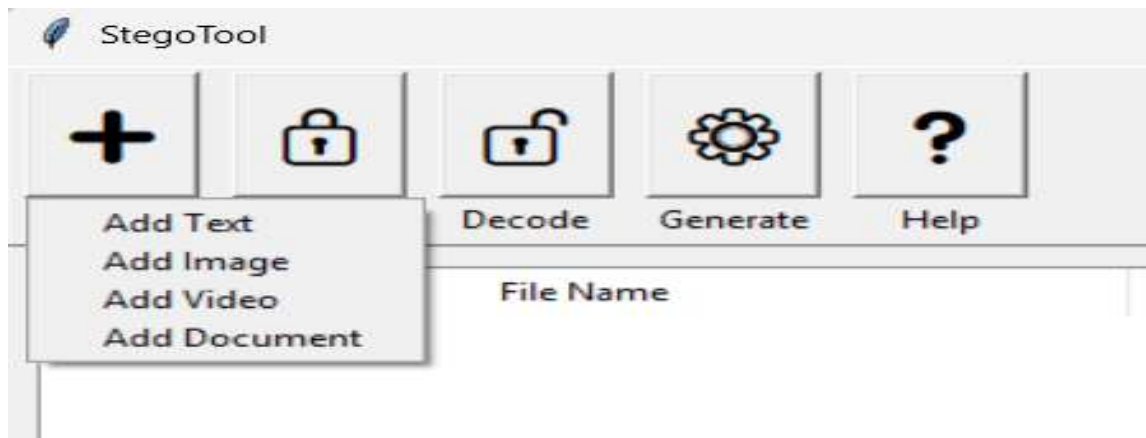 StegoTool
Decode Generate Help
Add Text
Add Image
Add Video
Add Document
File Name